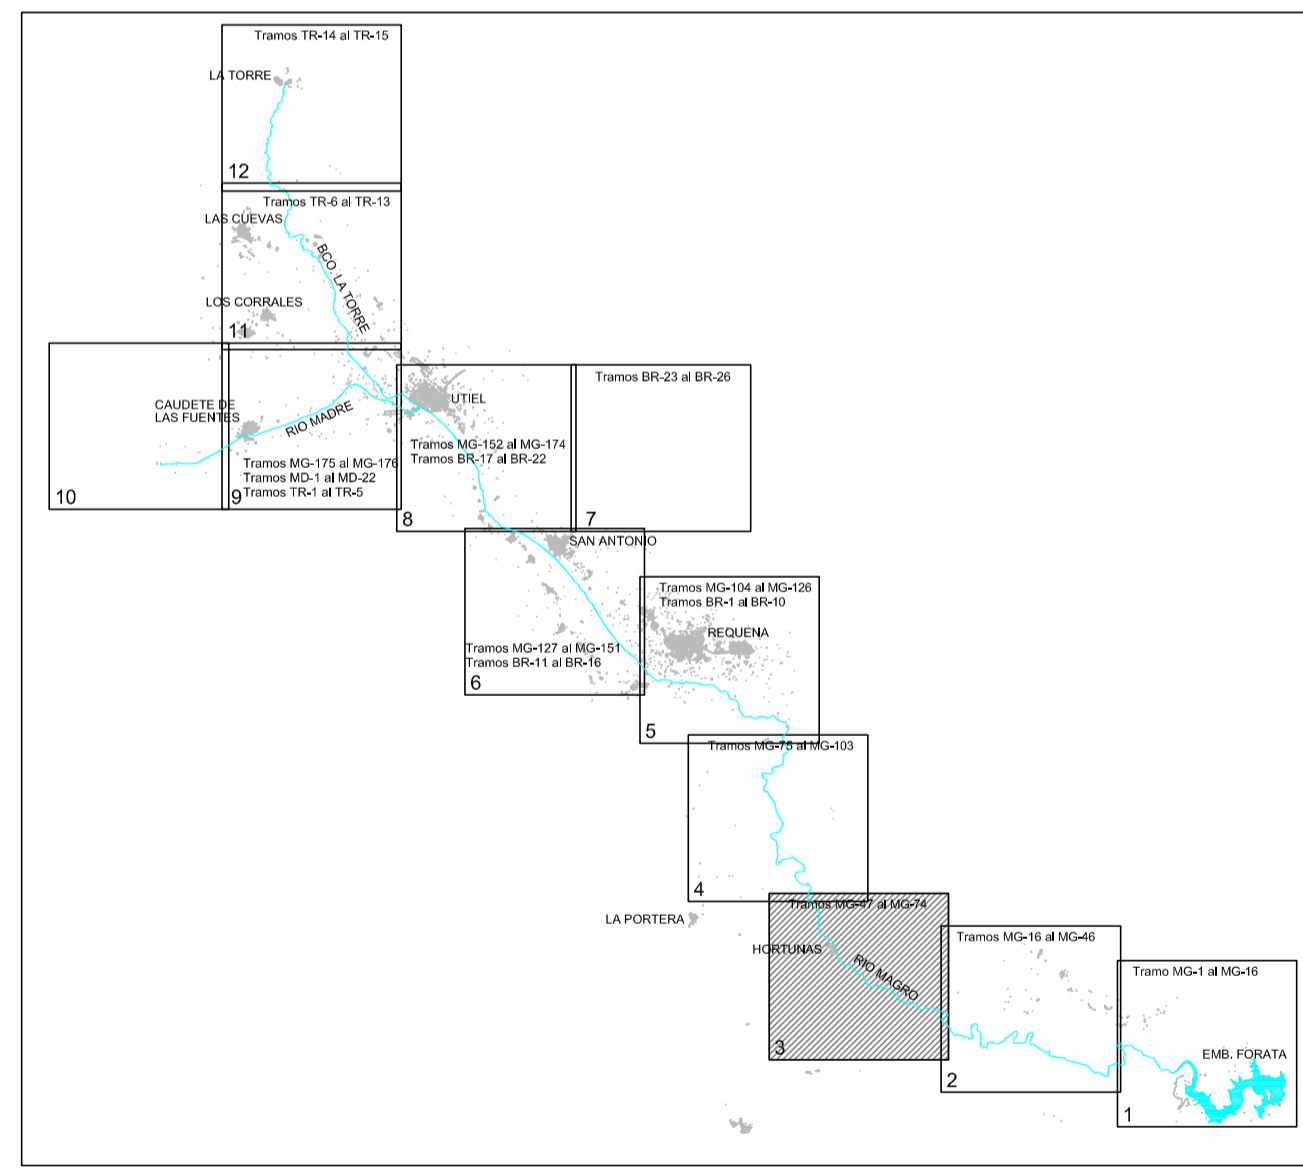 Tramos TR-14 al TR-15
LA TORRE
12
Tramos TR-6 al TR-13
LAS CUEVAS
BCO. LA TORRE
LOS CORRALES
11
Tramos BR-23 al BR-26
CAUDETE DE
LAS FUENTES
RIO MADRE
UTIEL
Tramos MG-152 al MG-174
Tramos BR-17 al BR-22
Tramos MG-175 al MG-176
Tramos MD-1 al MD-22
Tramos TR-1 al TR-5
10
9
8
7
SAN ANTONIO
Tramos MG-104 al MG-126
Tramos BR-1 al BR-10
REQUENA
Tramos MG-127 al MG-151
Tramos BR-11 al BR-16
6
5
Tramos MG-75 al MG-103
4
Tramos MG-47 al MG-74
LA PORTERA
HORTUNAS
RIO MAGRO
Tramos MG-16 al MG-46
Tramo MG-1 al MG-16
3
EMB. FORATA
2
1